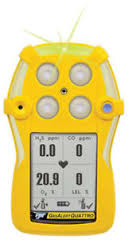 H₂S ppm CO ppm
0.0 0
20.9 0
O₂ % LEL %
GasAlertQuattro